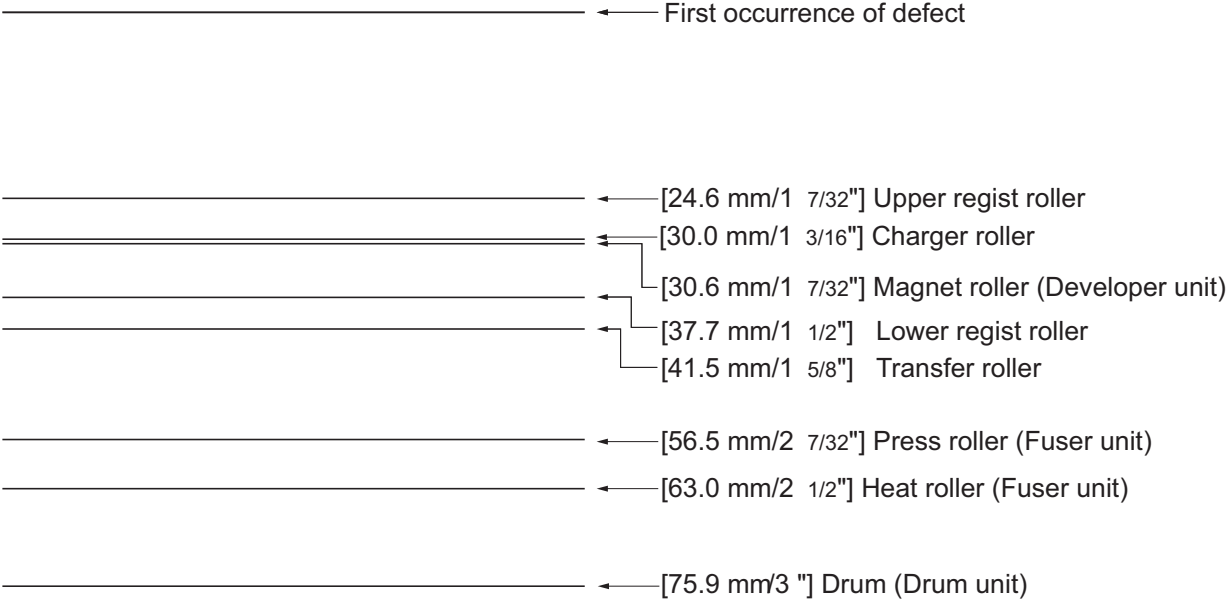 First occurrence of defect
[24.6 mm/1 7/32"] Upper regist roller
[30.0 mm/1 3/16"] Charger roller
[30.6 mm/1 7/32"] Magnet roller (Developer unit)
[37.7 mm/1 1/2"] Lower regist roller
[41.5 mm/1 5/8"] Transfer roller
[56.5 mm/2 7/32"] Press roller (Fuser unit)
[63.0 mm/2 1/2"] Heat roller (Fuser unit)
[75.9 mm/3 "] Drum (Drum unit)